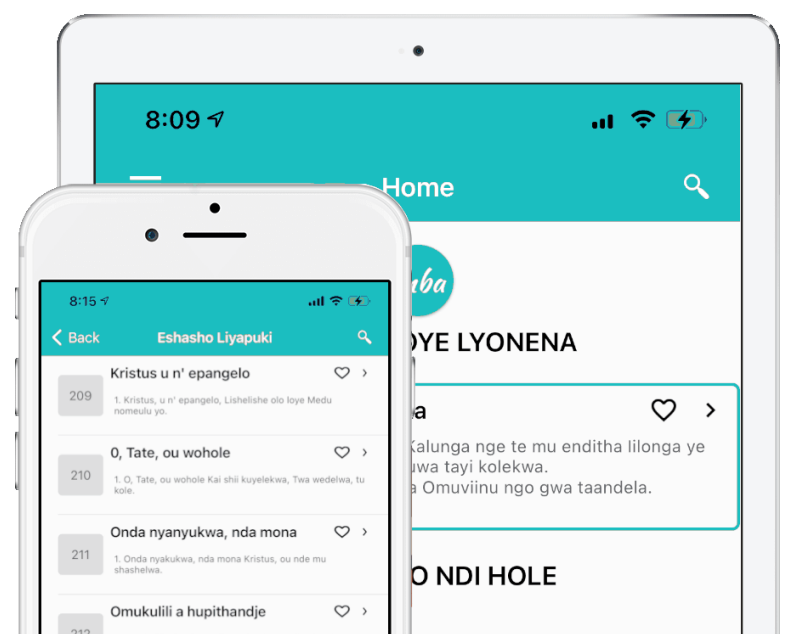 8:09
Home
OYE LYONENA
Kalunga nge te mu enditha lilonga ye
tayi kolekwa.
Omuviinu ngo gwa taandela.
O NDI HOLE
8:15
Back
Eshasho Liyapuki
209
Kristus u n' epangelo
1. Kristus, u n' epangelo, Lishelishe olo loye Medu
nomeulu yo.
210
0, Tate, ou wohole
1. O, Tate, ou wohole Kai shii kuyelekwa, Twa wedelwa, tu
kole.
211
Onda nyanyukwa, nda mona
1. Onda nyakukwa, nda mona Kristus, ou nde mu
shashelwa.
212
Omukulili a hupithandje